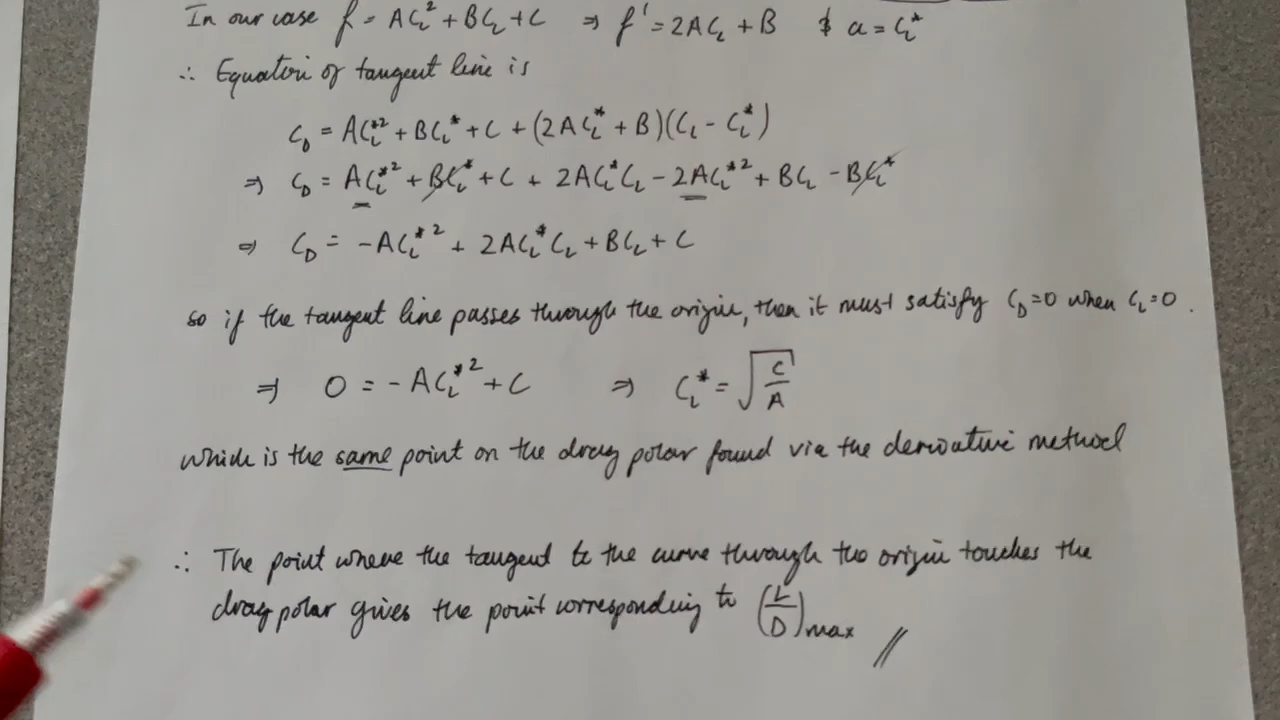 In our case f = AC_L² + BC_L + C ⇒ f' = 2AC_L + B & a = C_L*
∴ Equation of tangent line is
C_D = AC_L*² + BC_L* + C + (2AC_L* + B)(C_L - C_L*)
⇒ C_D = AC_L*² + BC_L* + C + 2AC_L*C_L - 2AC_L*² + BC_L - BC_L*
⇒ C_D = -AC_L*² + 2AC_L*C_L + BC_L + C
so if the tangent line passes through the origin, then it must satisfy C_D=0 when C_L=0.
⇒ 0 = -AC_L*² + C ⇒ C_L* = √(C/A)
which is the same point on the drag polar found via the derivative method
∴ The point where the tangent to the curve through the origin touches the
drag polar gives the point corresponding to (L/D)max //